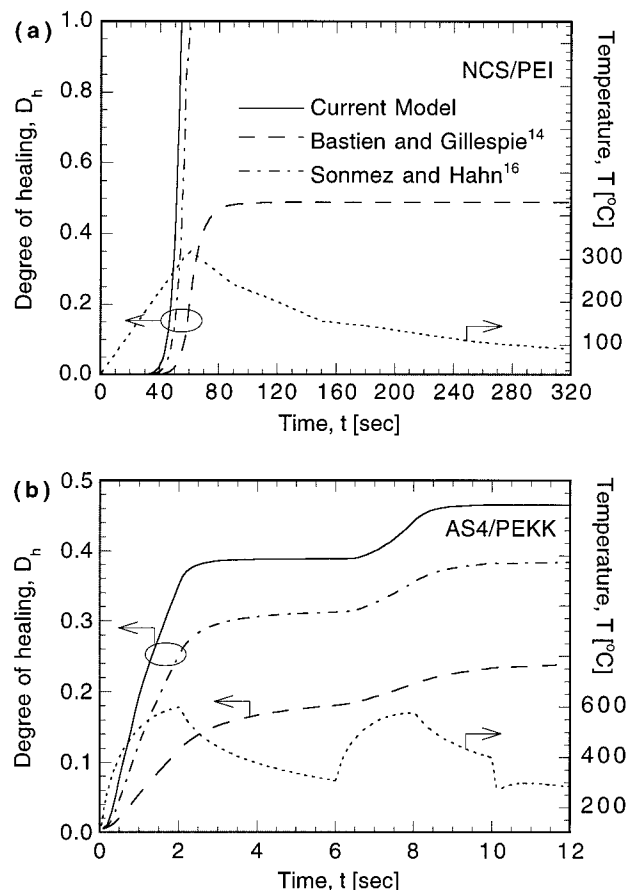 (a)
NCS/PEI
Current Model
Bastien and Gillespie¹⁴
Sonmez and Hahn¹⁶
Degree of healing, D_h
1.0
0.8
0.6
0.4
0.2
0.0
Temperature, T [°C]
300
200
100
0 40 80 120 160 200 240 280 320
Time, t [sec]
(b)
AS4/PEKK
Degree of healing, D_h
0.5
0.4
0.3
0.2
0.1
0.0
Temperature, T [°C]
600
400
200
0 2 4 6 8 10 12
Time, t [sec]